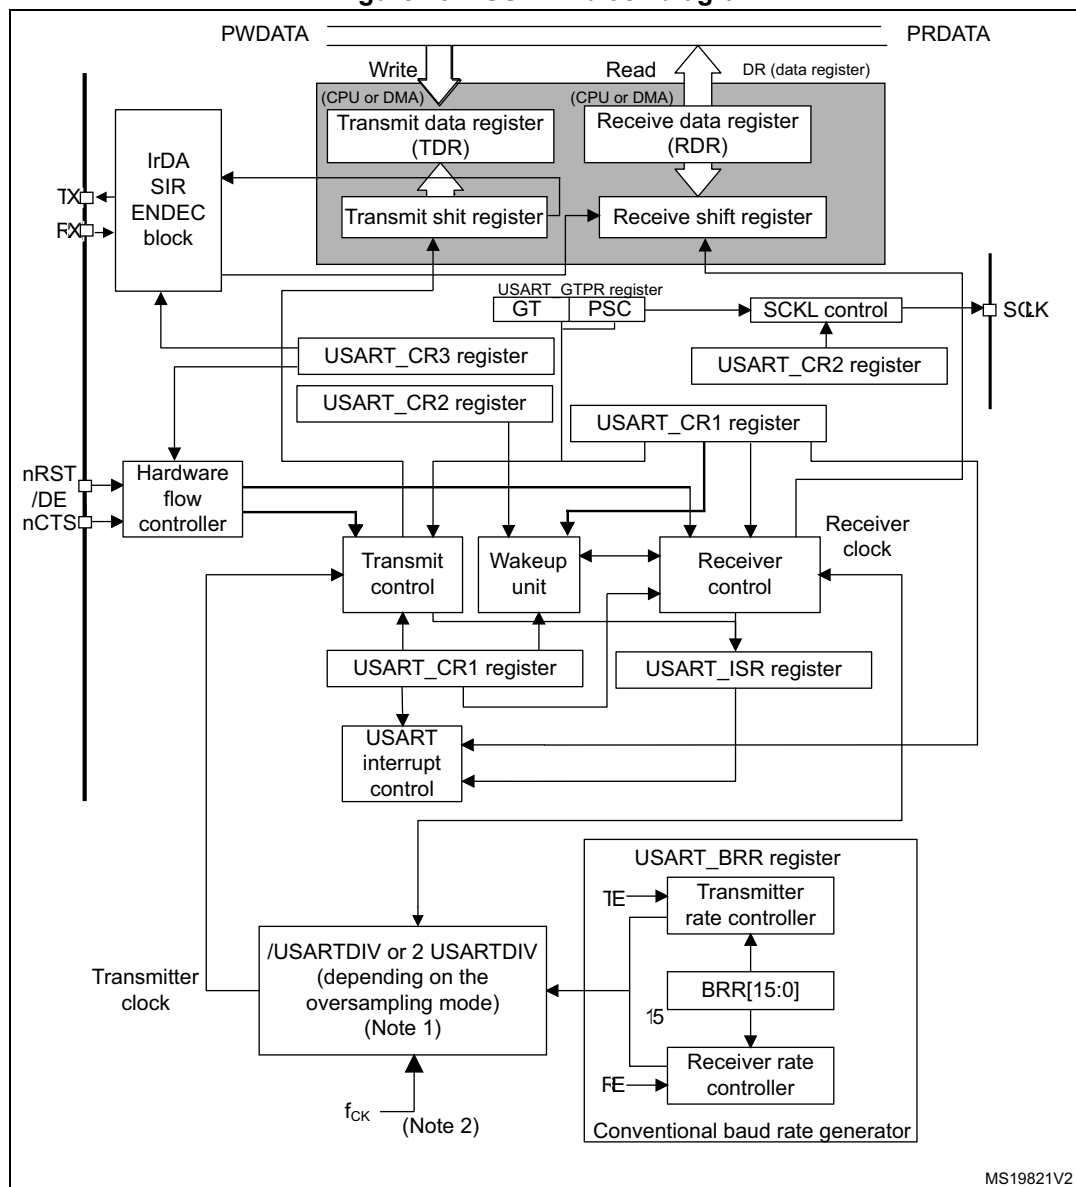 PWDATA
PRDATA
Write
Read
DR (data register)
(CPU or DMA)
(CPU or DMA)
Transmit data register
(TDR)
Receive data register
(RDR)
IrDA
SIR
ENDEC
block
TX
RX
Transmit shit register
Receive shift register
USART_GTPR register
GT
PSC
SCKL control
SCLK
USART_CR3 register
USART_CR2 register
USART_CR2 register
USART_CR1 register
nRST
/DE
nCTS
Hardware
flow
controller
Receiver
clock
Transmit
control
Wakeup
unit
Receiver
control
USART_CR1 register
USART_ISR register
USART
interrupt
control
USART_BRR register
TE
Transmitter
rate controller
/USARTDIV or 2 USARTDIV
(depending on the
oversampling mode)
(Note 1)
Transmitter
clock
BRR[15:0]
15
RE
Receiver rate
controller
fCK
(Note 2)
Conventional baud rate generator
MS19821V2